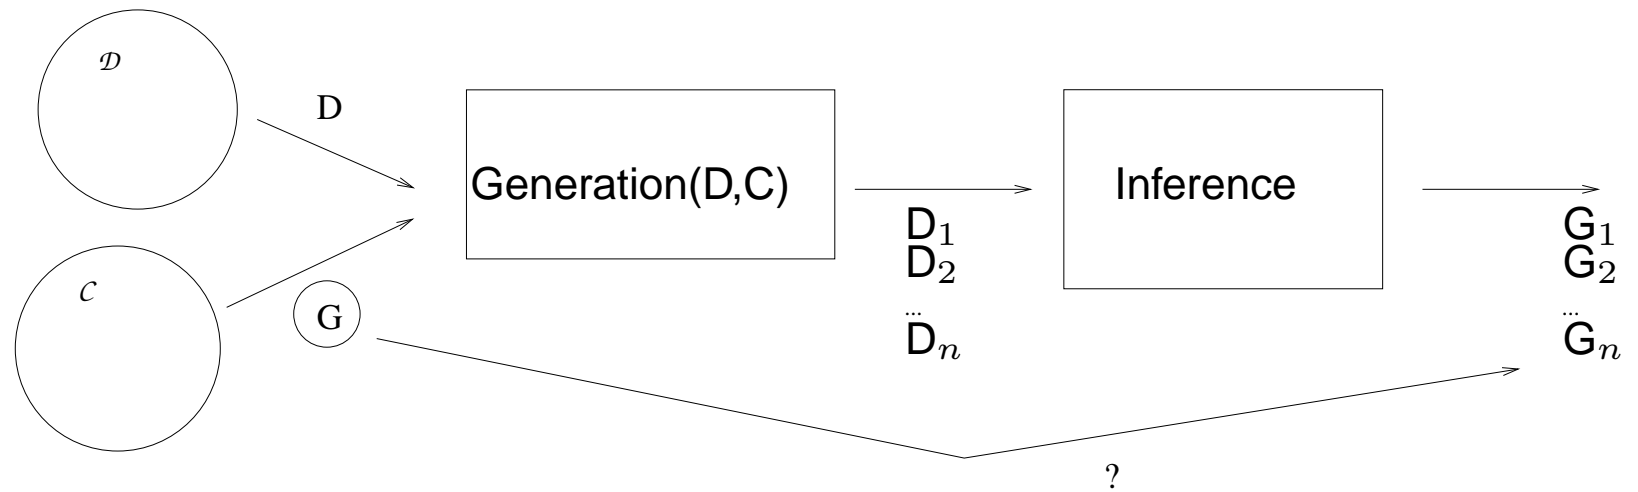 𝒟
D
Generation(D,C)
Inference
D₁
D₂
...
Dₙ
G₁
G₂
...
Gₙ
𝒞
G
?